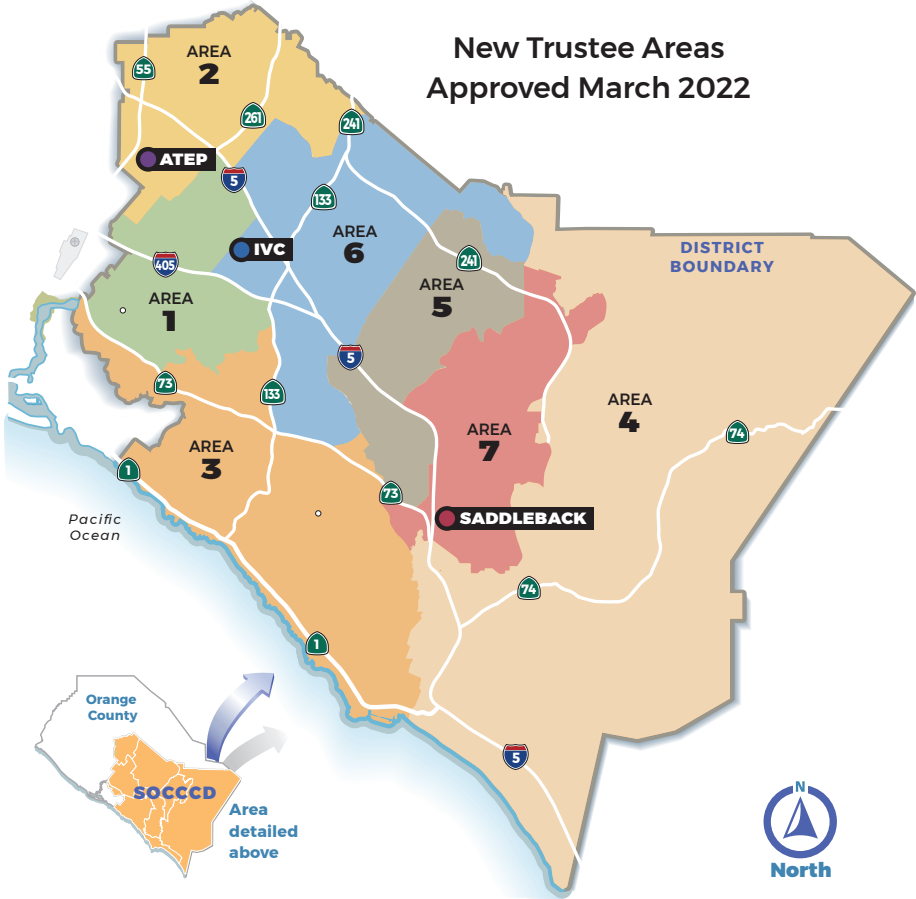 New Trustee Areas
Approved March 2022
AREA
2
55
261
241
ATEP
5
133
IVC
AREA
6
405
241
DISTRICT
BOUNDARY
AREA
5
AREA
1
5
73
133
AREA
4
AREA
7
74
AREA
3
1
73
SADDLEBACK
Pacific
Ocean
74
1
Orange
County
5
SOCCCD
Area
detailed
above
N
North